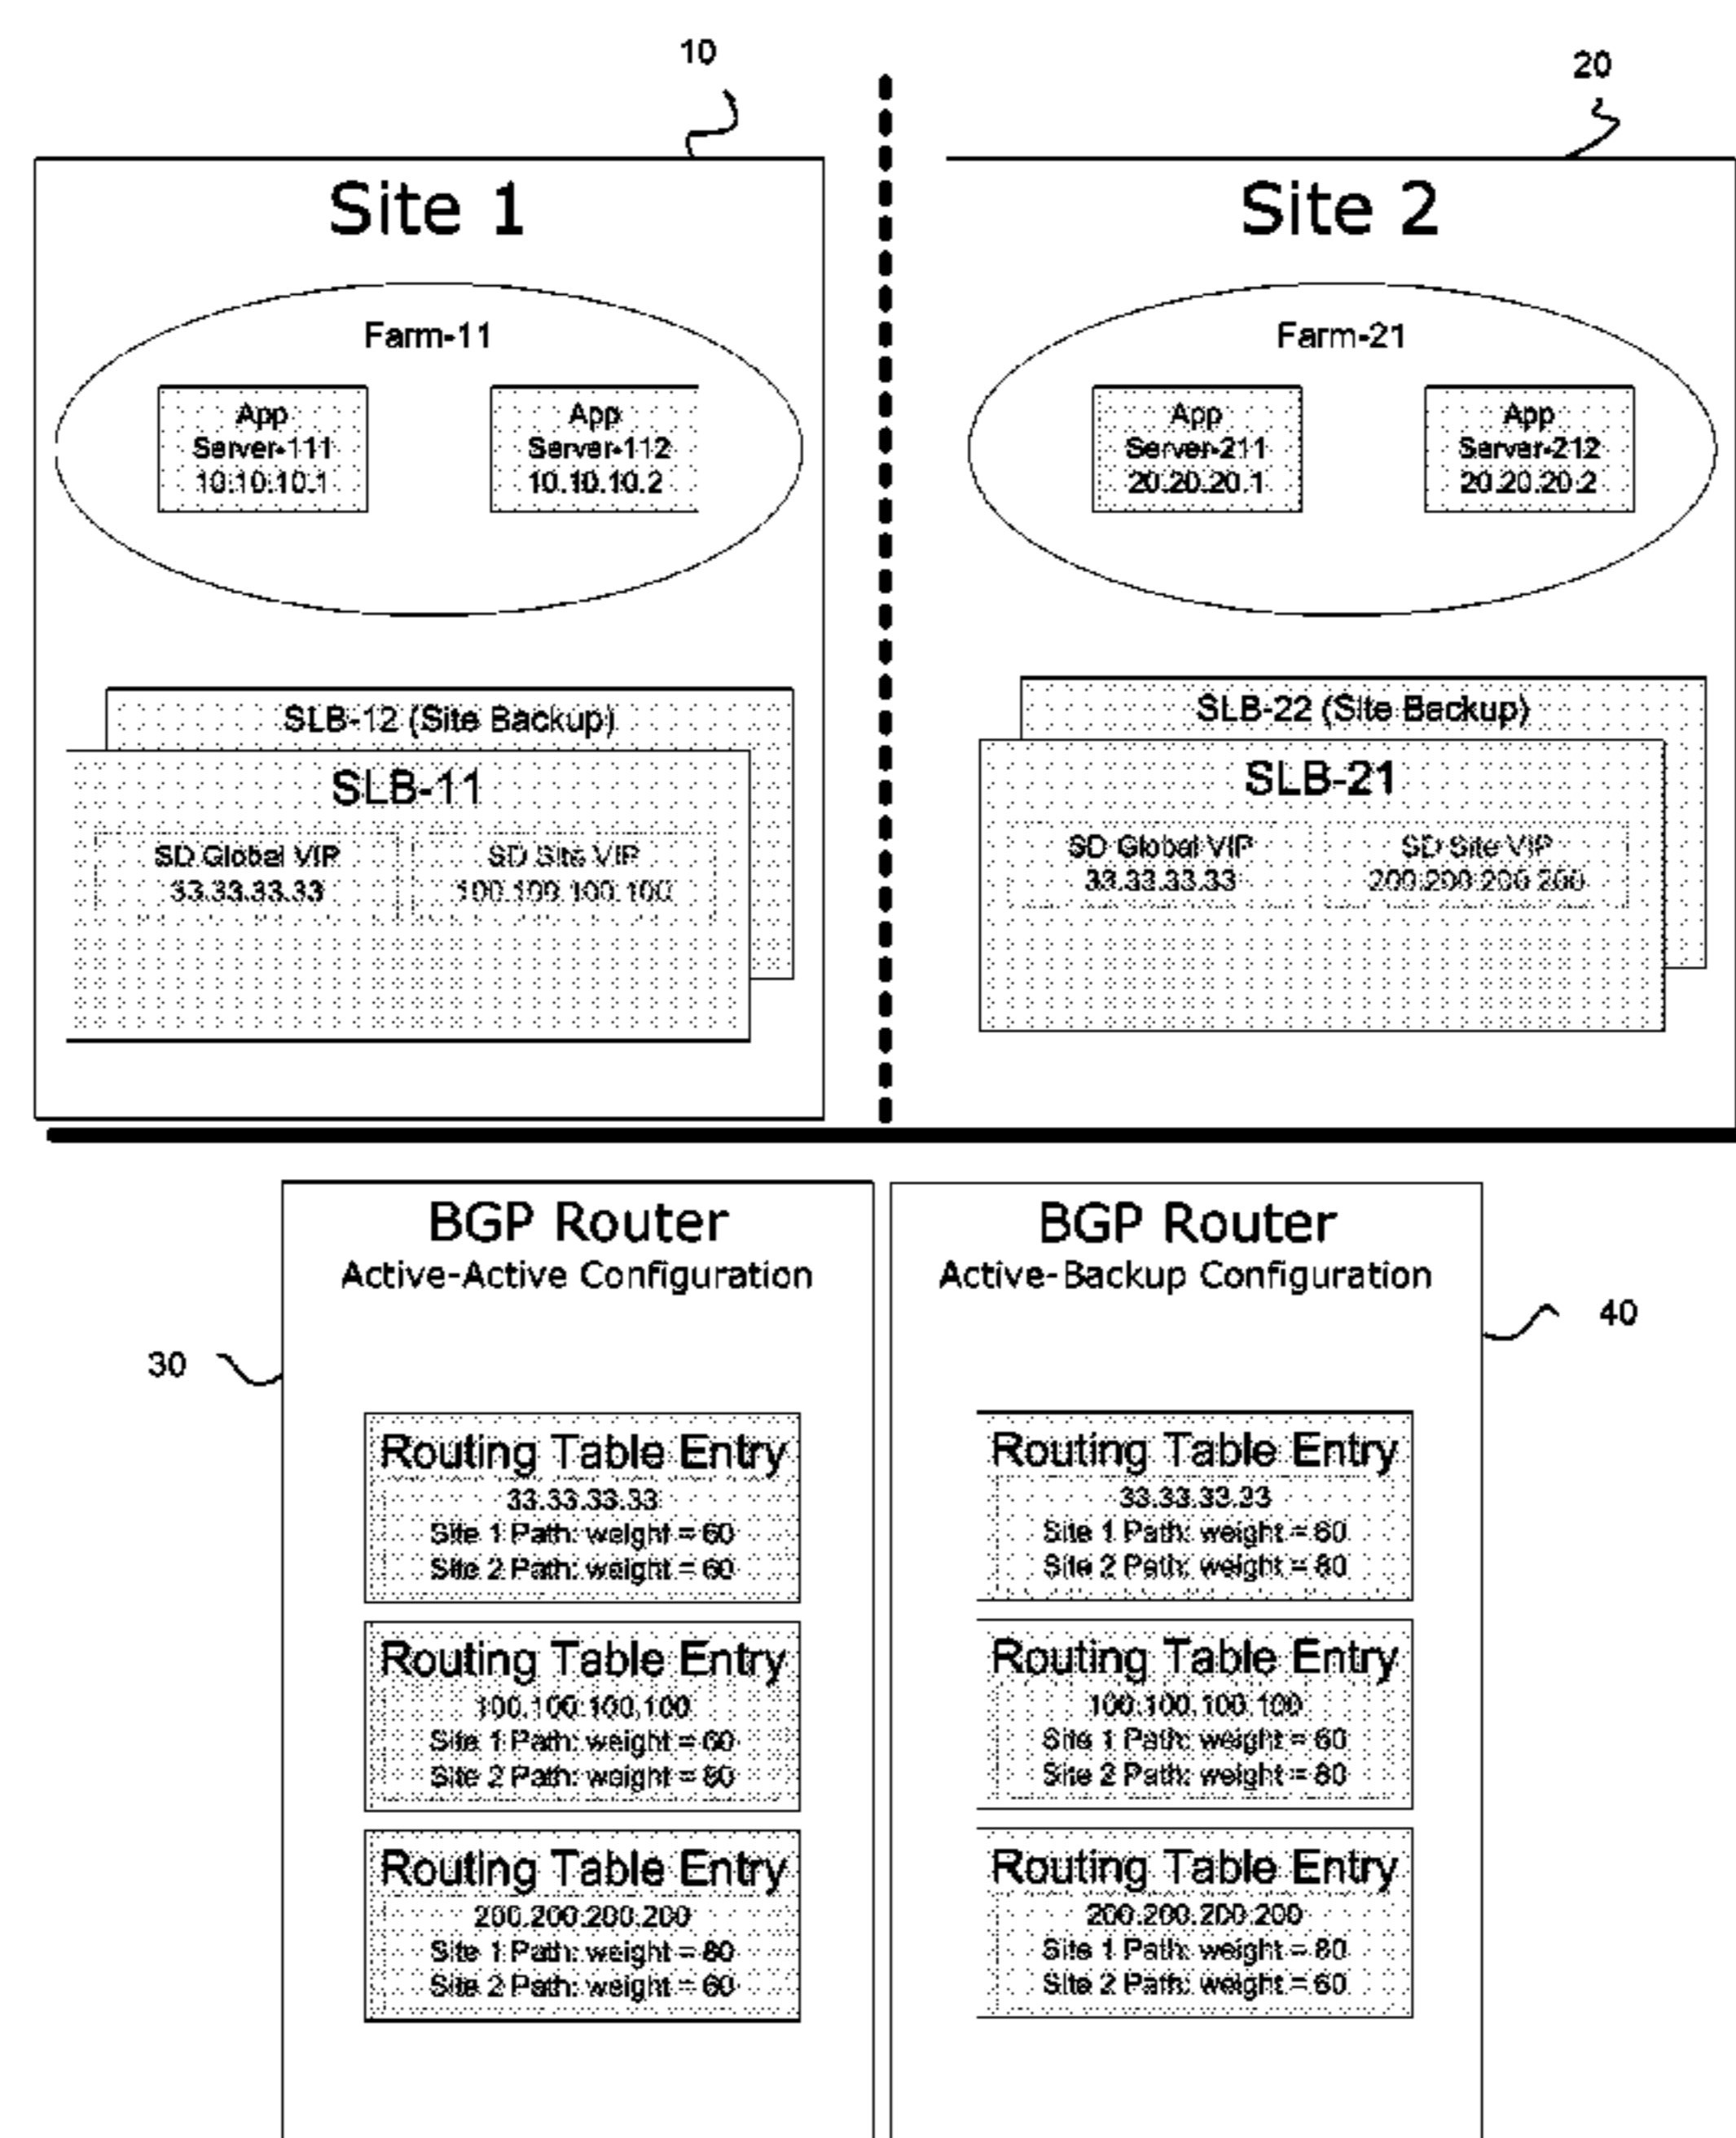 10
20
Site 1
Farm-11
App
Server-111
10.10.10.1
App
Server-112
10.10.10.2
SLB-12 (Site Backup)
SLB-11
SD Global VIP
33.33.33.33
SD Site VIP
100.100.100.100
Site 2
Farm-21
App
Server-211
20.20.20.1
App
Server-212
20.20.20.2
SLB-22 (Site Backup)
SLB-21
SD Global VIP
33.33.33.33
SD Site VIP
200.200.200.200
BGP Router
Active-Active Configuration
30
Routing Table Entry
33.33.33.33
Site 1 Path: weight = 60
Site 2 Path: weight = 60
Routing Table Entry
100.100.100.100
Site 1 Path: weight = 60
Site 2 Path: weight = 80
Routing Table Entry
200.200.200.200
Site 1 Path: weight = 80
Site 2 Path: weight = 60
BGP Router
Active-Backup Configuration
40
Routing Table Entry
33.33.33.33
Site 1 Path: weight = 60
Site 2 Path: weight = 80
Routing Table Entry
100.100.100.100
Site 1 Path: weight = 60
Site 2 Path: weight = 80
Routing Table Entry
200.200.200.200
Site 1 Path: weight = 80
Site 2 Path: weight = 60